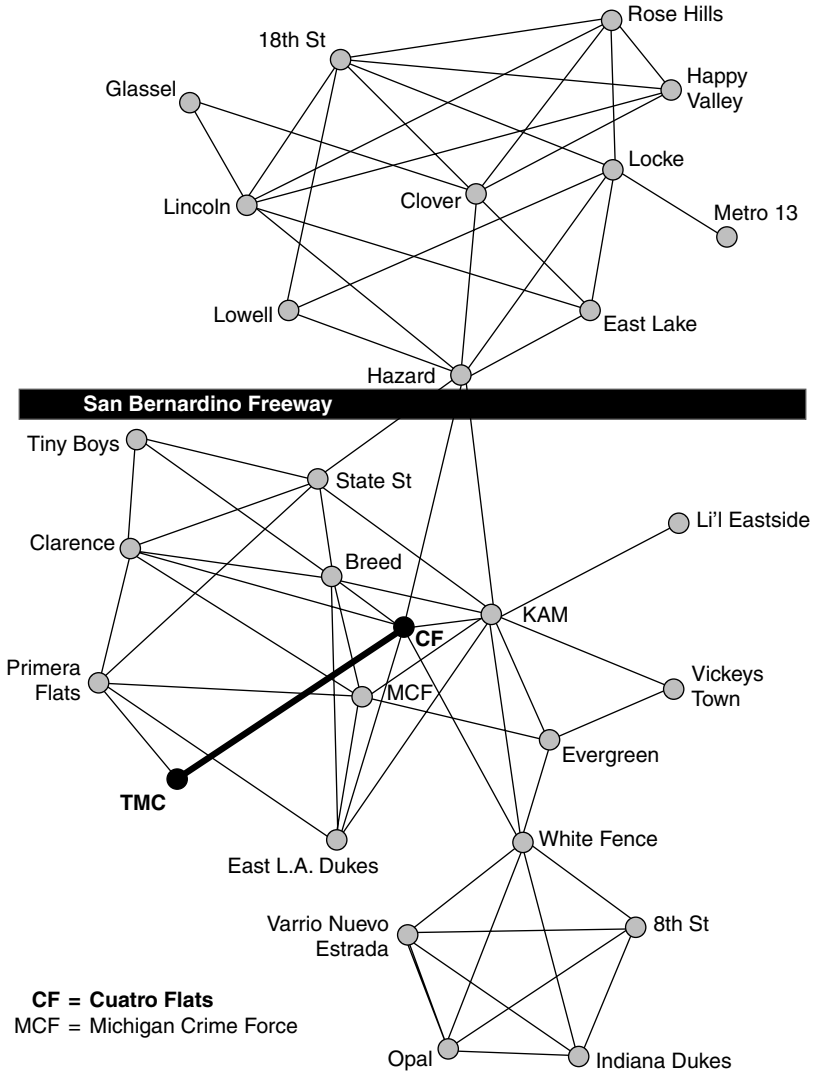 Rose Hills
18th St
Happy
Valley
Glassel
Locke
Lincoln
Clover
Metro 13
Lowell
East Lake
Hazard
San Bernardino Freeway
Tiny Boys
State St
Li'l Eastside
Clarence
Breed
KAM
CF
Primera
Flats
MCF
Vickeys
Town
Evergreen
TMC
White Fence
East L.A. Dukes
Varrio Nuevo
Estrada
8th St
CF = Cuatro Flats
MCF = Michigan Crime Force
Opal
Indiana Dukes